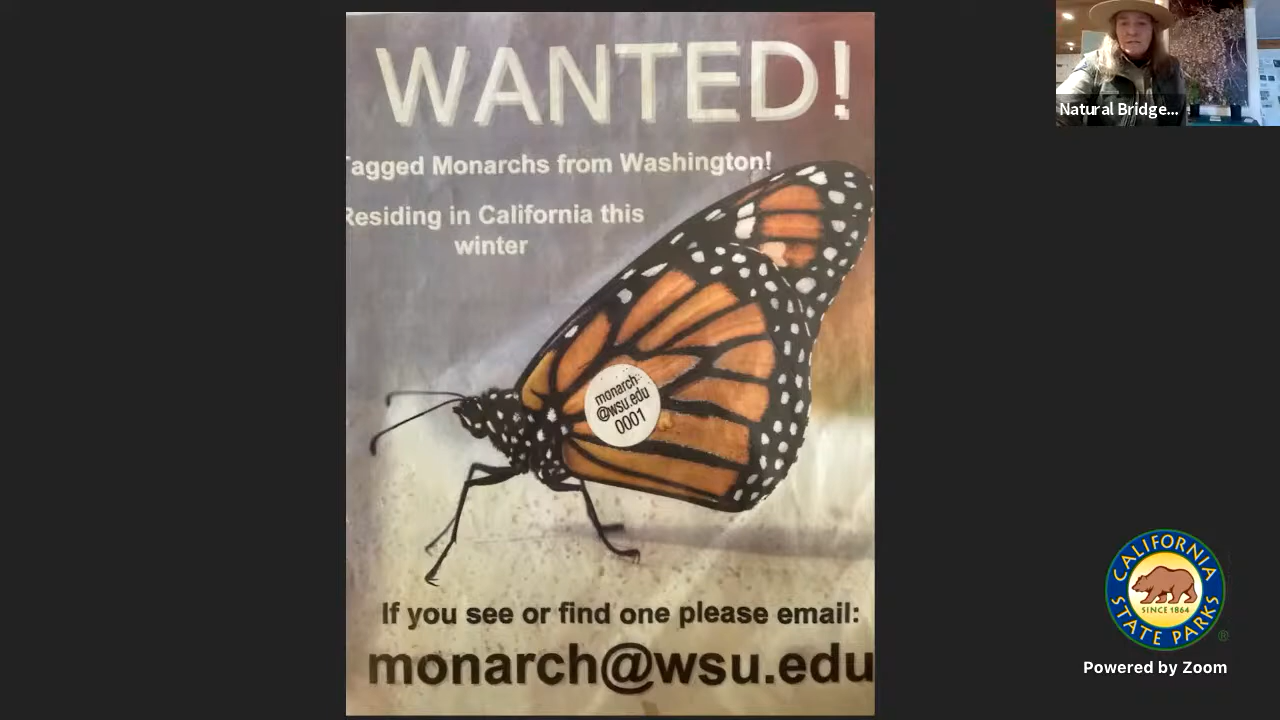 WANTED!
agged Monarchs from Washington!
Residing in California this
winter
monarch
@wsu.edu
0001
If you see or find one please email:
monarch@wsu.edu
Natural Bridge...
CALIFORNIA
STATE PARKS
SINCE 1864
®
Powered by Zoom